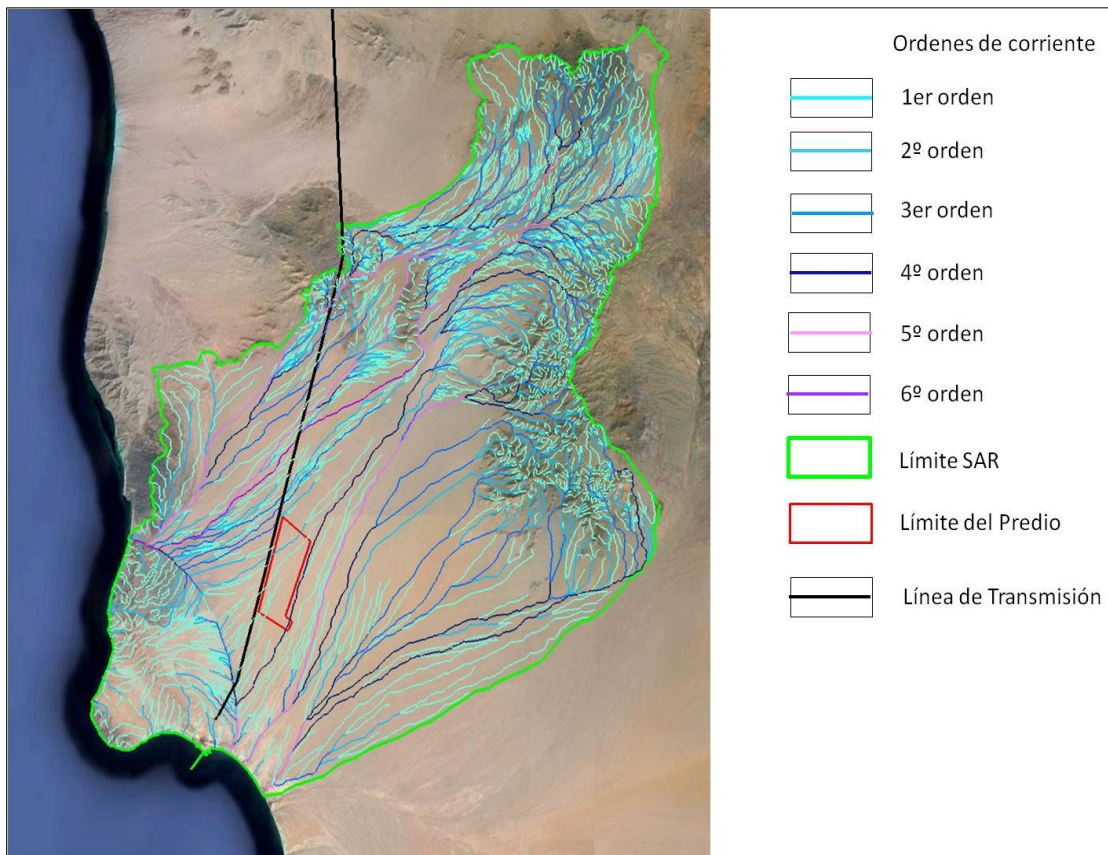 Ordenes de corriente
1er orden
2º orden
3er orden
4º orden
5º orden
6º orden
Límite SAR
Límite del Predio
Línea de Transmisión